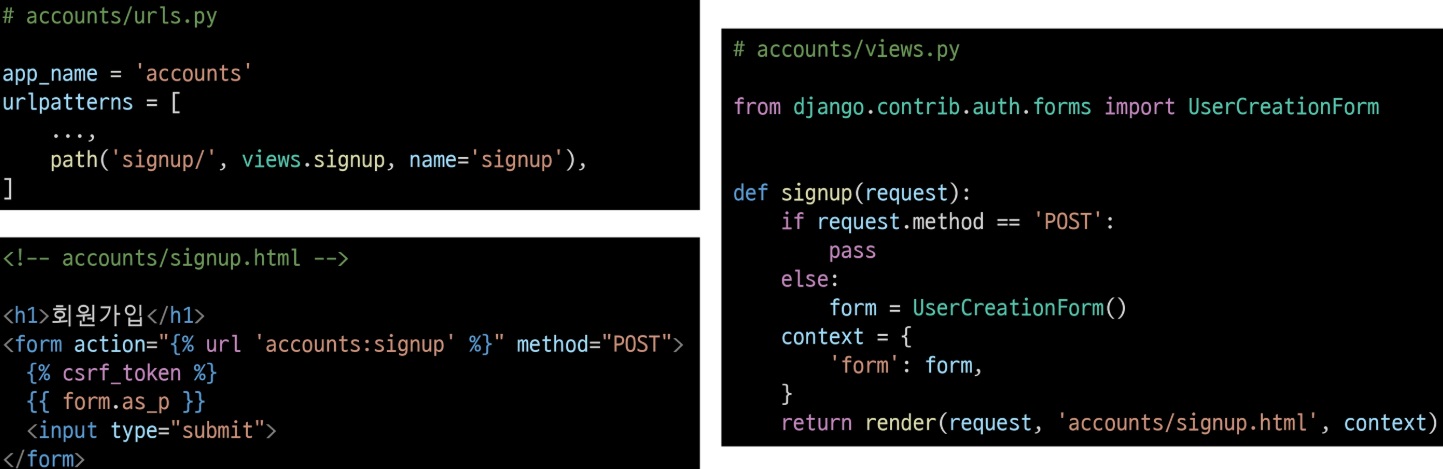 # accounts/urls.py
app_name = 'accounts'
urlpatterns = [
    ...,
    path('signup/', views.signup, name='signup'),
]
<!-- accounts/signup.html -->
<h1>회원가입</h1>
<form action="{% url 'accounts:signup' %}" method="POST">
  {% csrf_token %}
  {{ form.as_p }}
  <input type="submit">
</form>
# accounts/views.py
from django.contrib.auth.forms import UserCreationForm
def signup(request):
    if request.method == 'POST':
        pass
    else:
        form = UserCreationForm()
    context = {
        'form': form,
    }
    return render(request, 'accounts/signup.html', context)